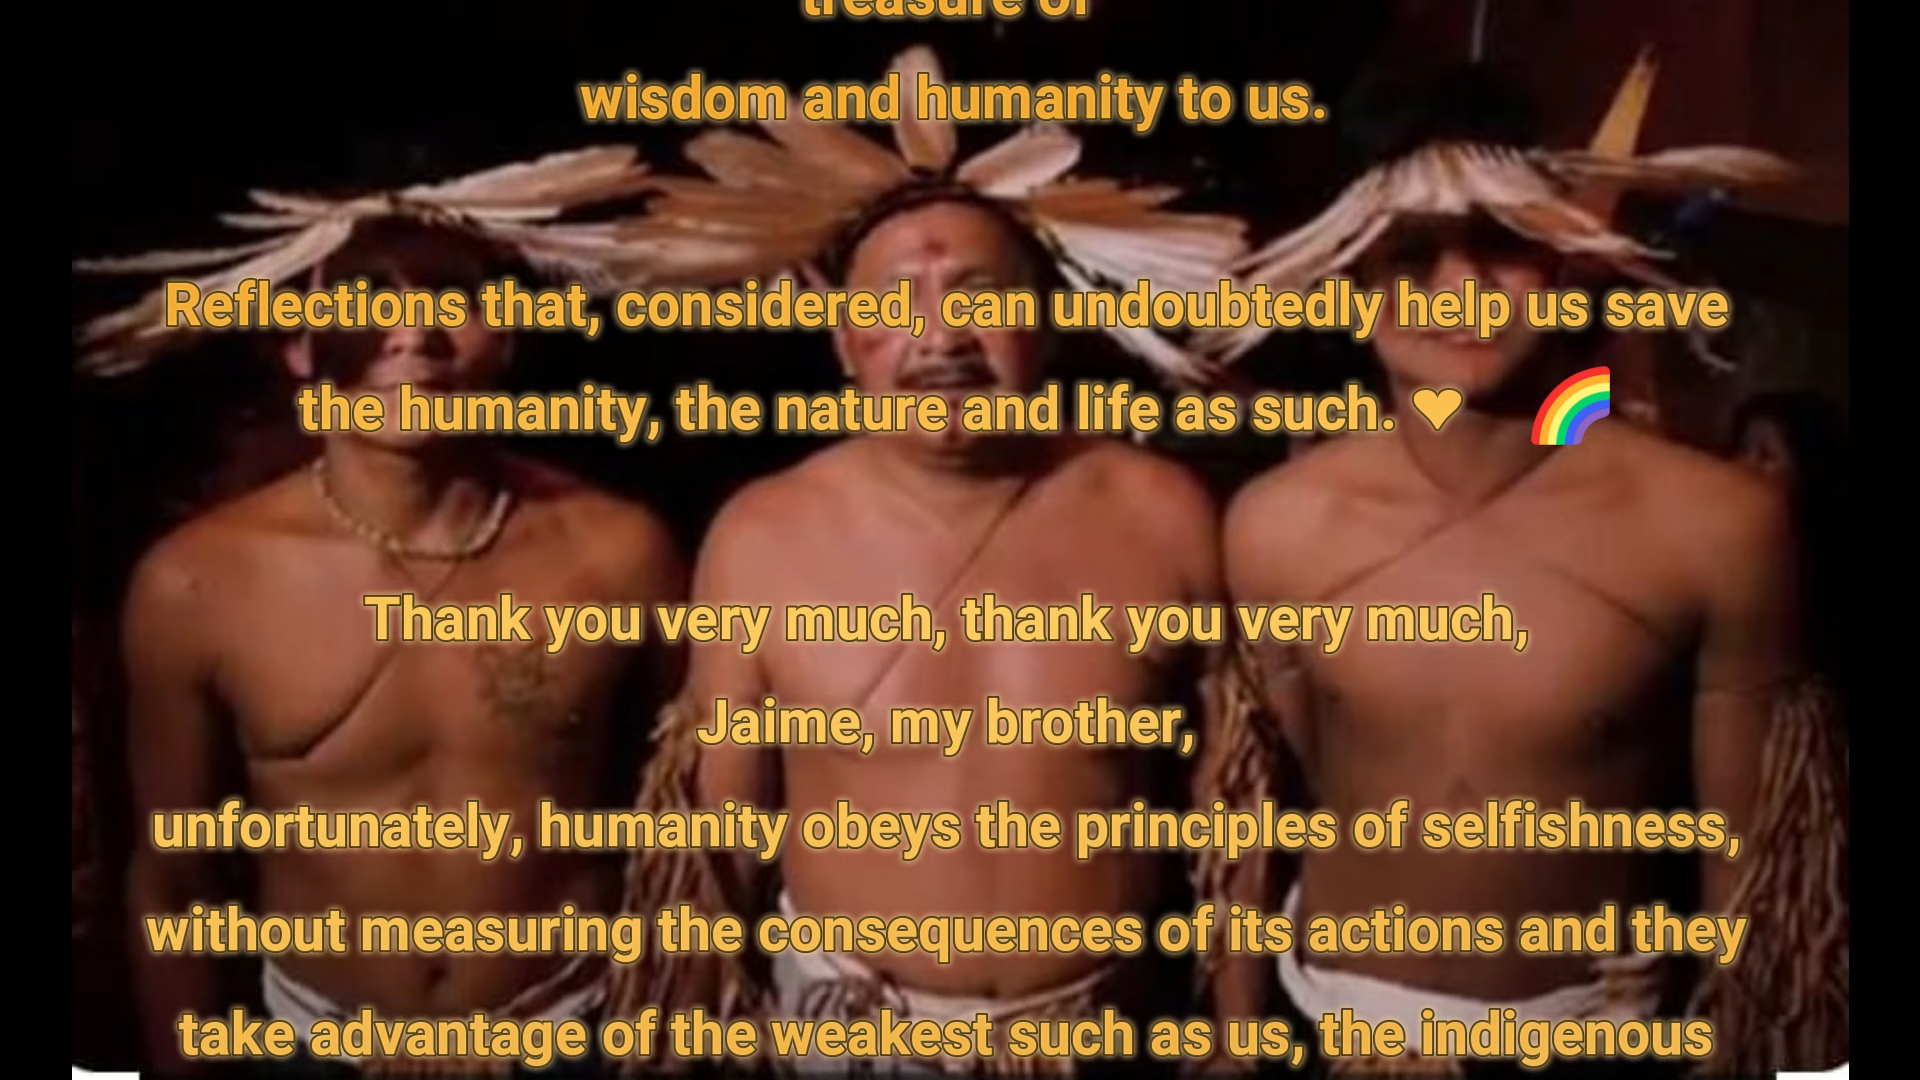 treasure of
wisdom and humanity to us.
Reflections that, considered, can undoubtedly help us save
the humanity, the nature and life as such. ♥ 🌈
Thank you very much, thank you very much,
Jaime, my brother,
unfortunately, humanity obeys the principles of selfishness,
without measuring the consequences of its actions and they
take advantage of the weakest such as us, the indigenous